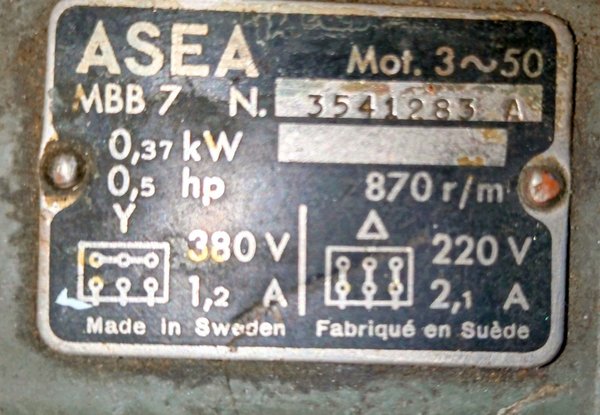 ASEA Mot. 3~50
MBB 7 N. 3541283 A
0,37 kW
0,5 hp 870 r/m
Y Δ
380 V 220 V
1,2 A 2,1 A
Made in Sweden Fabriqué en Suède